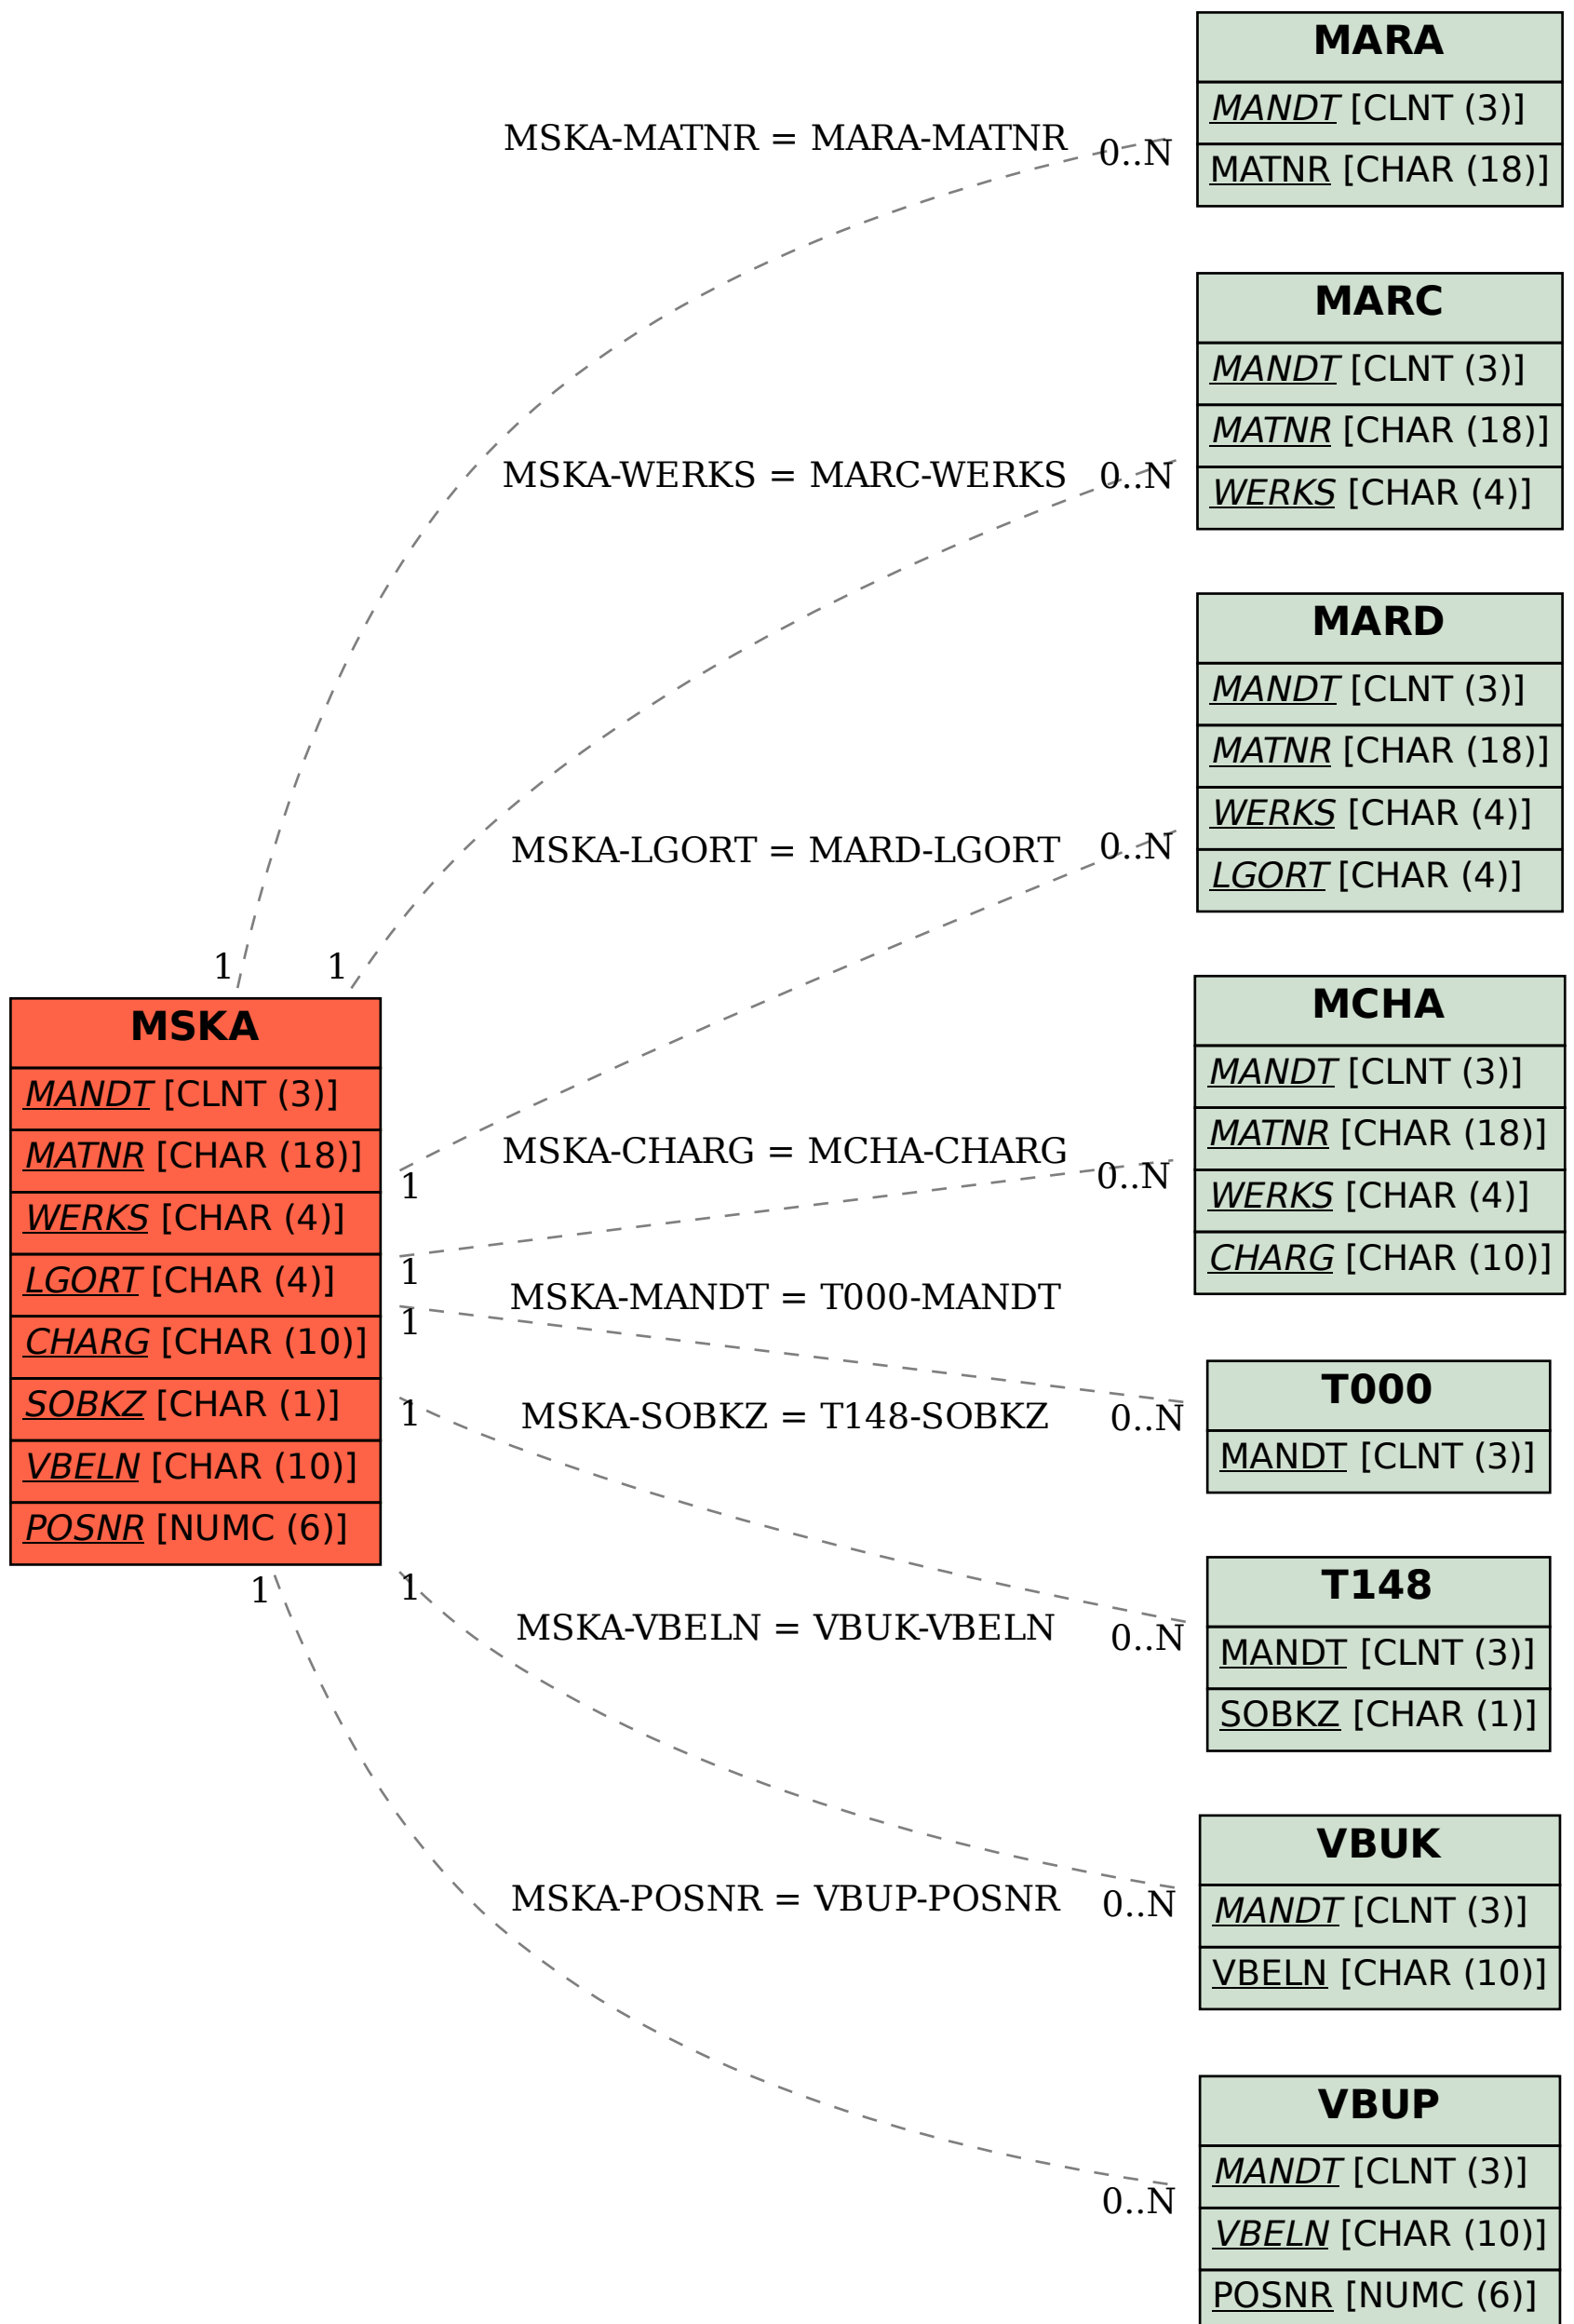 MARA
MANDT [CLNT (3)]
MATNR [CHAR (18)]
MSKA-MATNR = MARA-MATNR
0..N
MARC
MANDT [CLNT (3)]
MATNR [CHAR (18)]
WERKS [CHAR (4)]
MSKA-WERKS = MARC-WERKS
0..N
MARD
MANDT [CLNT (3)]
MATNR [CHAR (18)]
WERKS [CHAR (4)]
LGORT [CHAR (4)]
MSKA-LGORT = MARD-LGORT
0..N
1
1
MSKA
MANDT [CLNT (3)]
MATNR [CHAR (18)]
WERKS [CHAR (4)]
LGORT [CHAR (4)]
CHARG [CHAR (10)]
SOBKZ [CHAR (1)]
VBELN [CHAR (10)]
POSNR [NUMC (6)]
1
1
1
1
1
1
MCHA
MANDT [CLNT (3)]
MATNR [CHAR (18)]
WERKS [CHAR (4)]
CHARG [CHAR (10)]
MSKA-CHARG = MCHA-CHARG
0..N
MSKA-MANDT = T000-MANDT
0..N
T000
MANDT [CLNT (3)]
MSKA-SOBKZ = T148-SOBKZ
0..N
T148
MANDT [CLNT (3)]
SOBKZ [CHAR (1)]
MSKA-VBELN = VBUK-VBELN
0..N
VBUK
MANDT [CLNT (3)]
VBELN [CHAR (10)]
MSKA-POSNR = VBUP-POSNR
0..N
VBUP
MANDT [CLNT (3)]
VBELN [CHAR (10)]
POSNR [NUMC (6)]